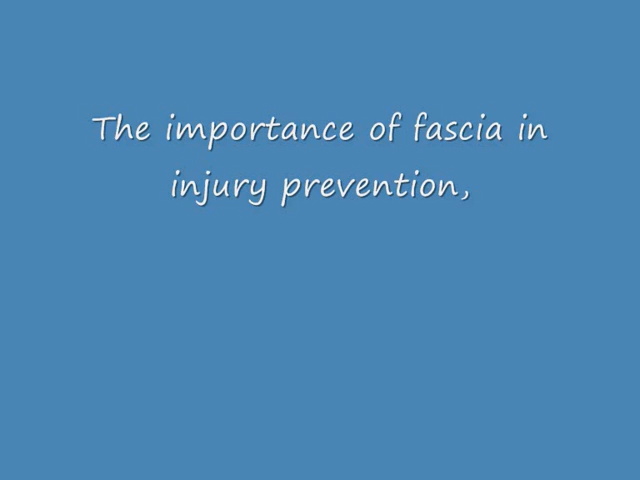 The importance of fascia in
injury prevention,